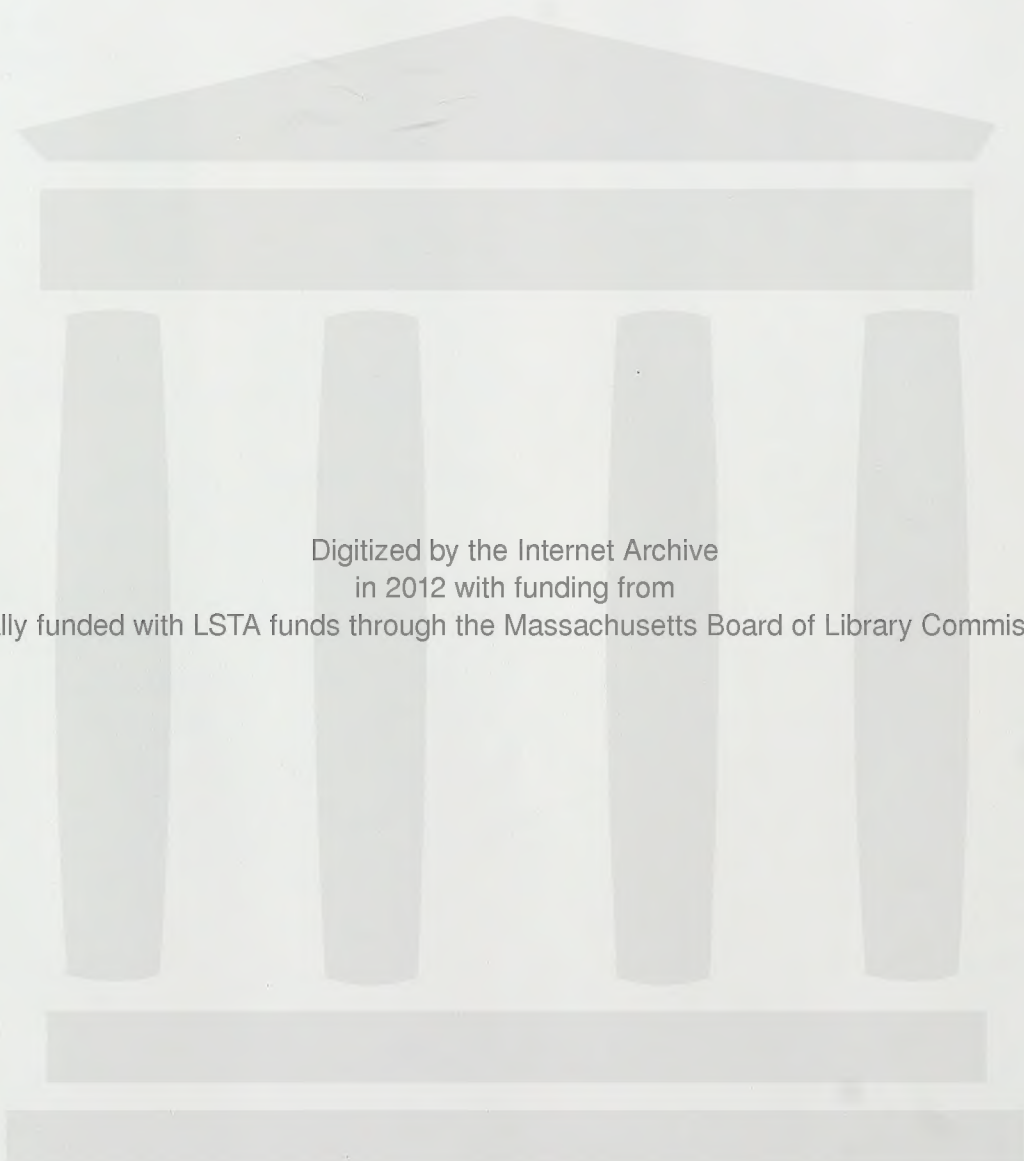 Digitized by the Internet Archive
in 2012 with funding from
lly funded with LSTA funds through the Massachusetts Board of Library Commis